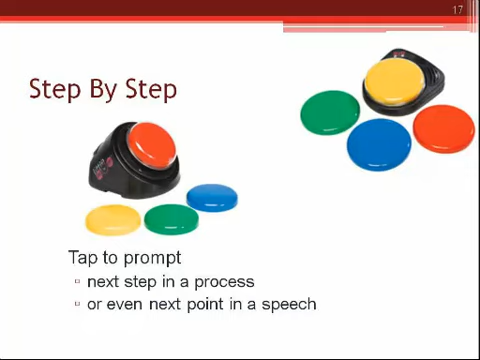 17
Step By Step
Tap to prompt
next step in a process
or even next point in a speech